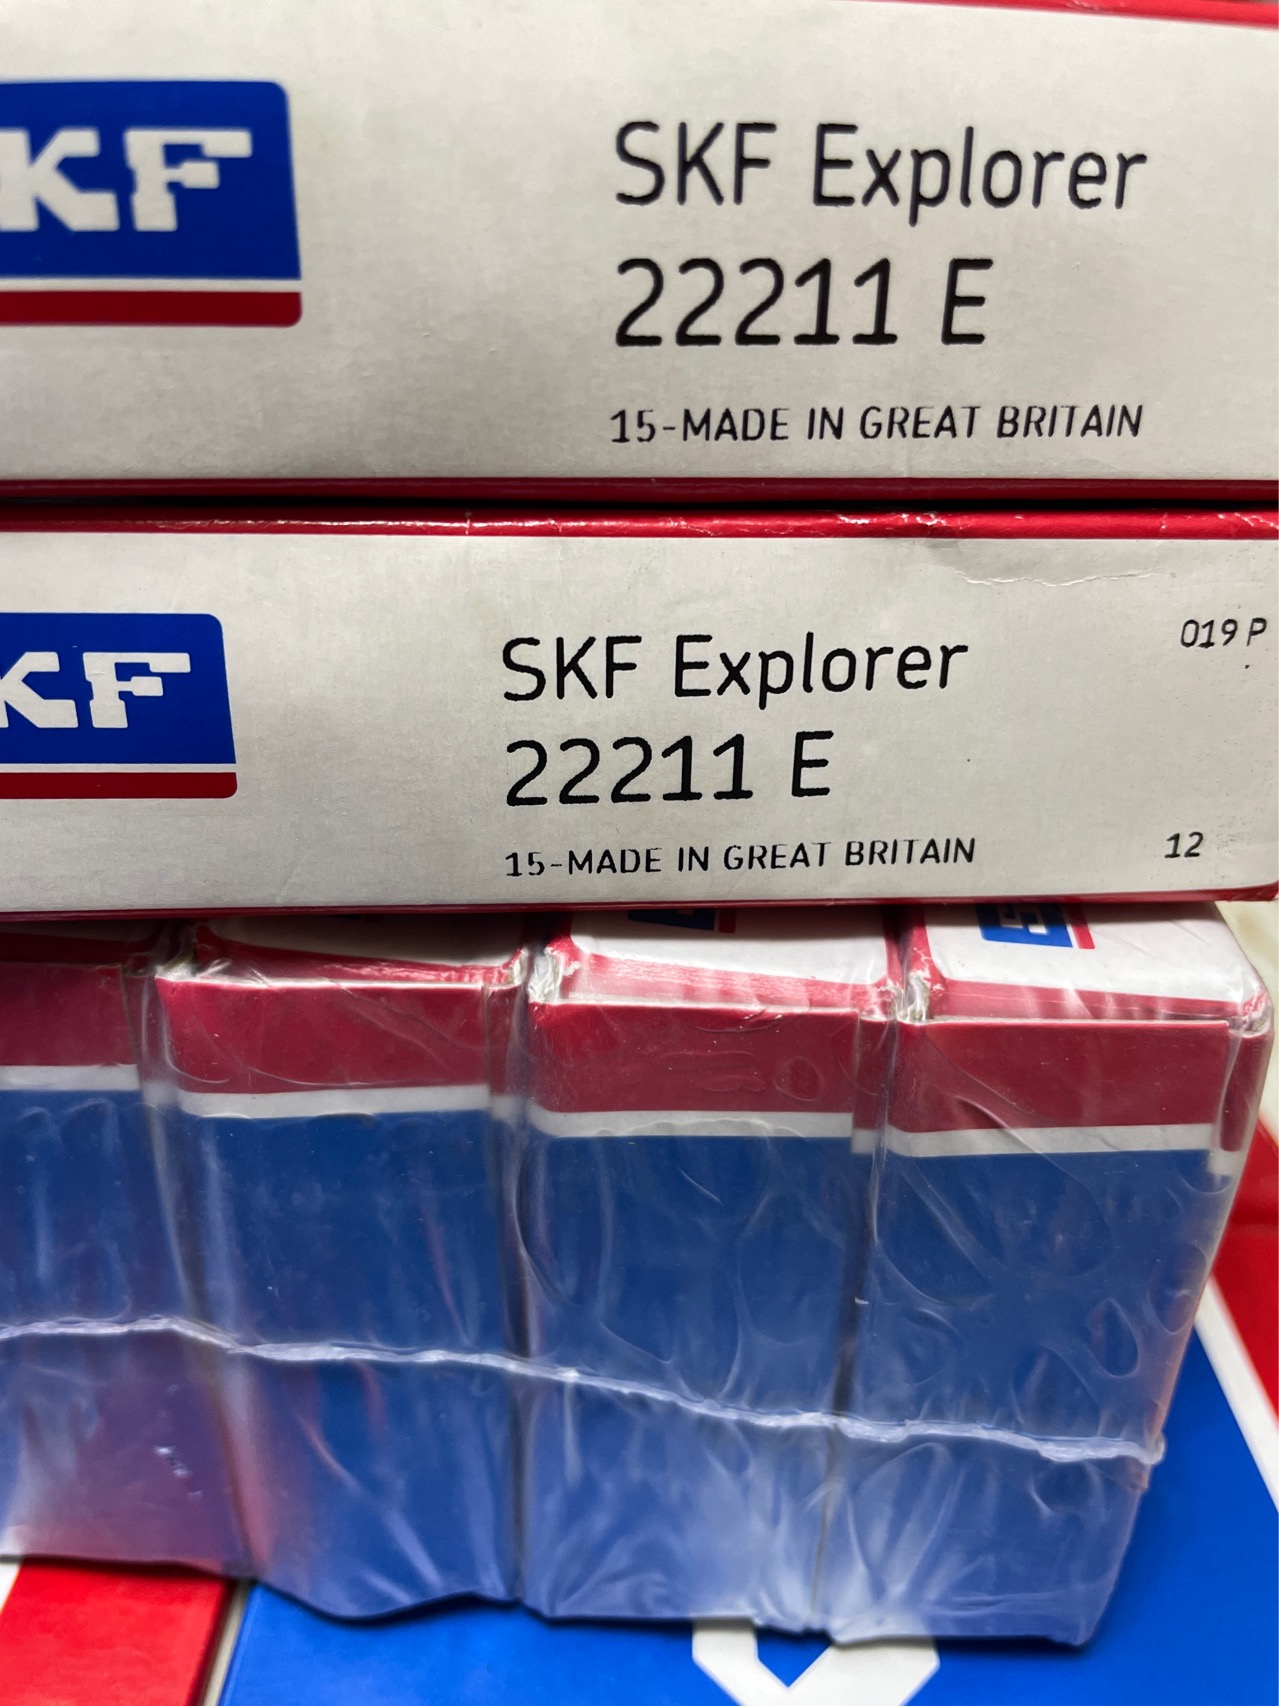 SKF
SKF Explorer
22211 E
15-MADE IN GREAT BRITAIN
SKF
SKF Explorer
22211 E
15-MADE IN GREAT BRITAIN
019 P
12